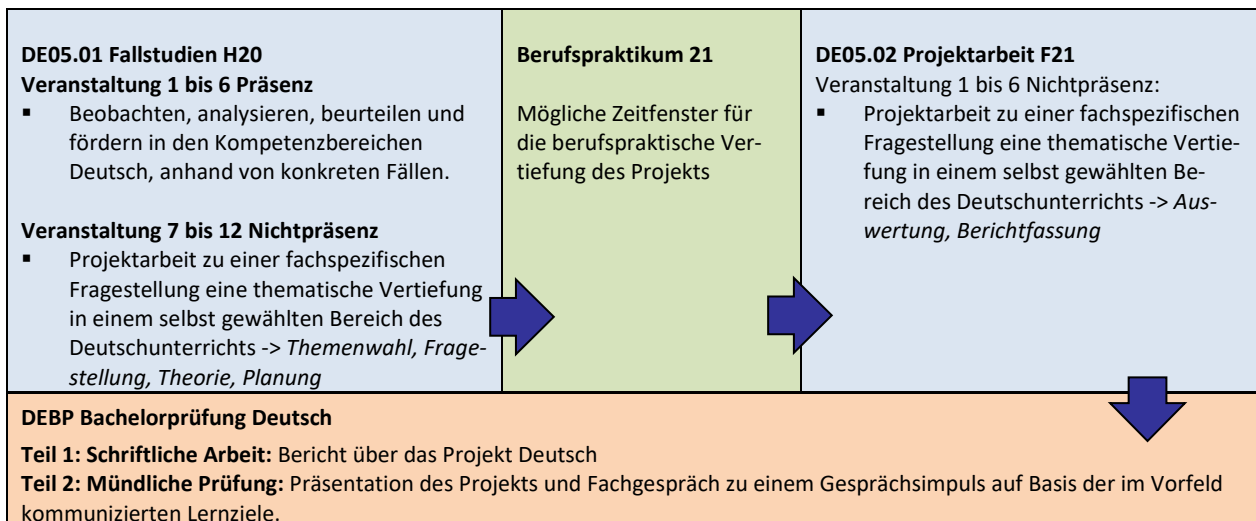 DE05.01 Fallstudien H20
Veranstaltung 1 bis 6 Präsenz
▪ Beobachten, analysieren, beurteilen und
fördern in den Kompetenzbereichen
Deutsch, anhand von konkreten Fällen.
Veranstaltung 7 bis 12 Nichtpräsenz
▪ Projektarbeit zu einer fachspezifischen
Fragestellung eine thematische Vertiefung
in einem selbst gewählten Bereich des
Deutschunterrichts -> Themenwahl, Frage-
stellung, Theorie, Planung
Berufspraktikum 21
Mögliche Zeitfenster für
die berufspraktische Ver-
tiefung des Projekts
DE05.02 Projektarbeit F21
Veranstaltung 1 bis 6 Nichtpräsenz:
▪ Projektarbeit zu einer fachspezifischen
Fragestellung eine thematische Vertie-
fung in einem selbst gewählten Be-
reich des Deutschunterrichts -> Aus-
wertung, Berichtfassung
DEBP Bachelorprüfung Deutsch
Teil 1: Schriftliche Arbeit: Bericht über das Projekt Deutsch
Teil 2: Mündliche Prüfung: Präsentation des Projekts und Fachgespräch zu einem Gesprächsimpuls auf Basis der im Vorfeld
kommunizierten Lernziele.